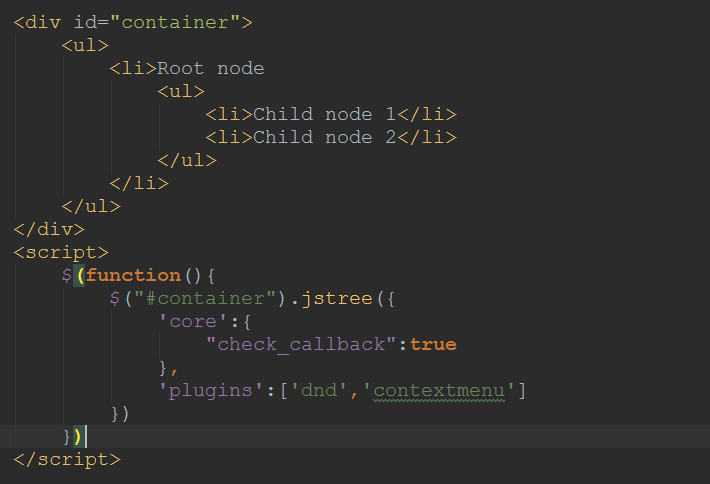 <div id="container">
    <ul>
        <li>Root node
            <ul>
                <li>Child node 1</li>
                <li>Child node 2</li>
            </ul>
        </li>
    </ul>
</div>
<script>
    $(function(){
        $("#container").jstree({
            'core':{
                "check_callback":true
            },
            'plugins':['dnd','contextmenu']
        })
    })
</script>